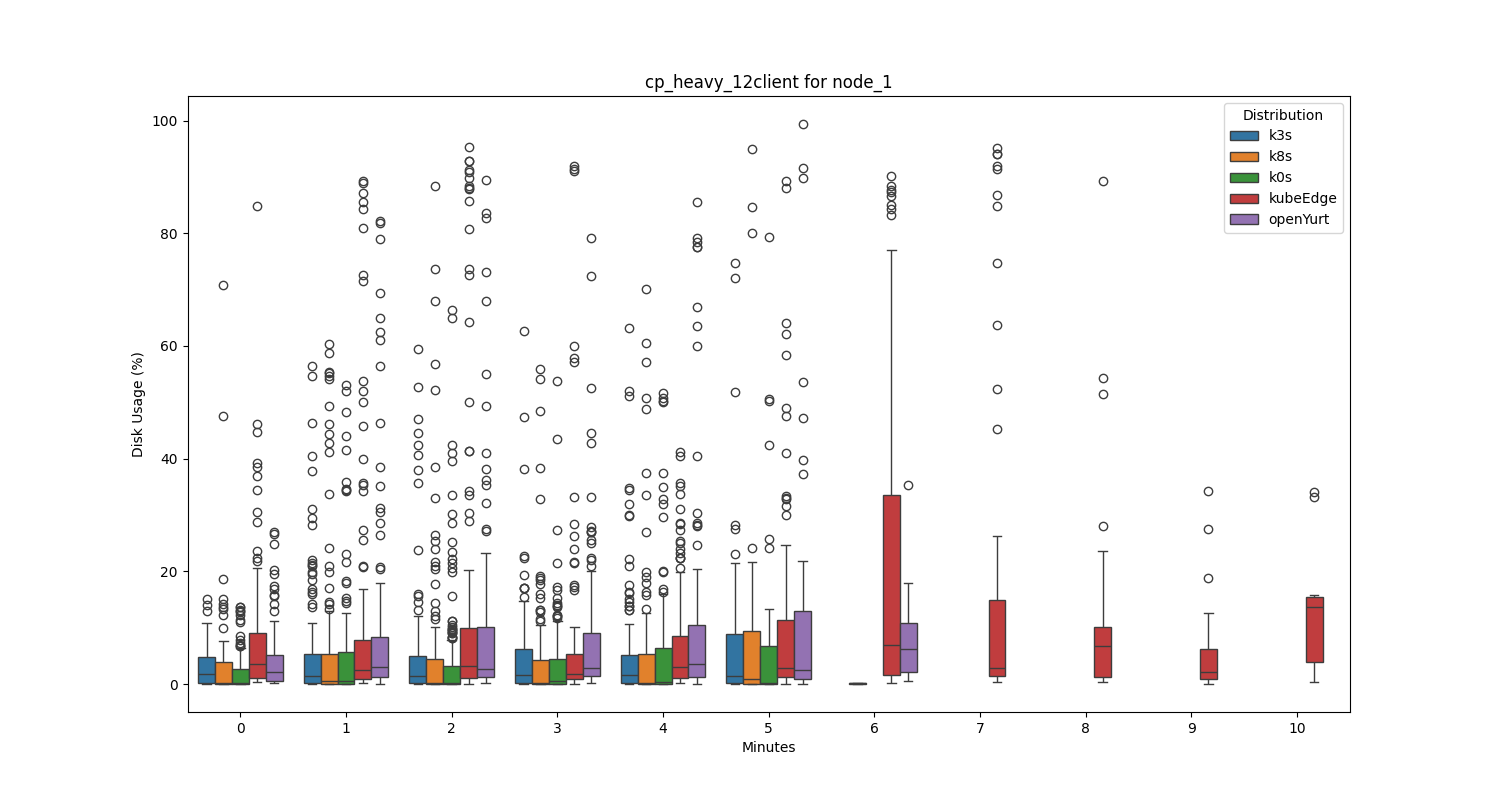 cp_heavy_12client for node_1
Disk Usage (%)
100
80
60
40
20
0
Distribution
k3s
k8s
k0s
kubeEdge
openYurt
0 1 2 3 4 5 6 7 8 9 10
Minutes